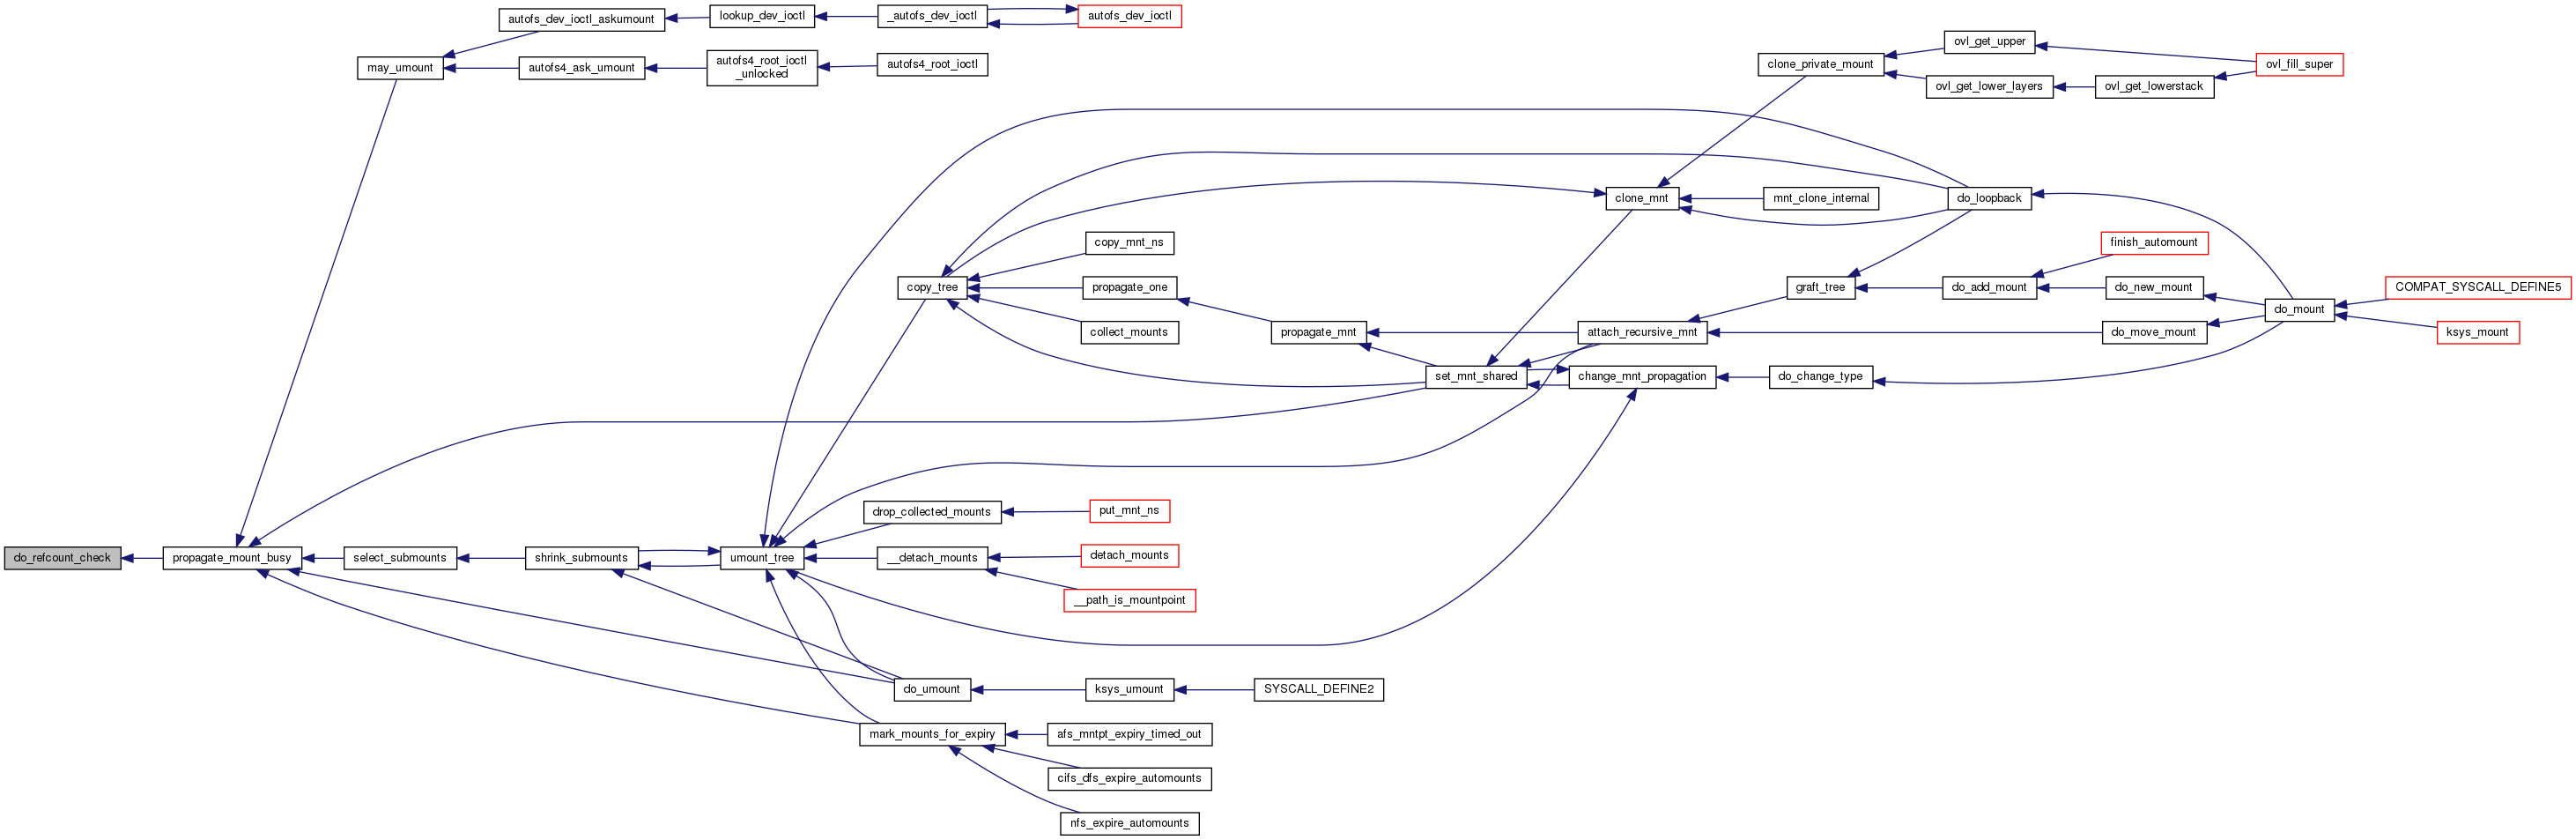 autofs_dev_ioctl_askumount
lookup_dev_ioctl
_autofs_dev_ioctl
autofs_dev_ioctl
may_umount
autofs4_ask_umount
autofs4_root_ioctl
_unlocked
autofs4_root_ioctl
clone_private_mount
ovl_get_upper
ovl_fill_super
ovl_get_lower_layers
ovl_get_lowerstack
clone_mnt
mnt_clone_internal
do_loopback
copy_mnt_ns
finish_automount
copy_tree
propagate_one
graft_tree
do_add_mount
do_new_mount
COMPAT_SYSCALL_DEFINE5
do_mount
collect_mounts
propagate_mnt
attach_recursive_mnt
do_move_mount
ksys_mount
set_mnt_shared
change_mnt_propagation
do_change_type
drop_collected_mounts
put_mnt_ns
do_refcount_check
propagate_mount_busy
select_submounts
shrink_submounts
umount_tree
__detach_mounts
detach_mounts
__path_is_mountpoint
do_umount
ksys_umount
SYSCALL_DEFINE2
mark_mounts_for_expiry
afs_mntpt_expiry_timed_out
cifs_dfs_expire_automounts
nfs_expire_automounts